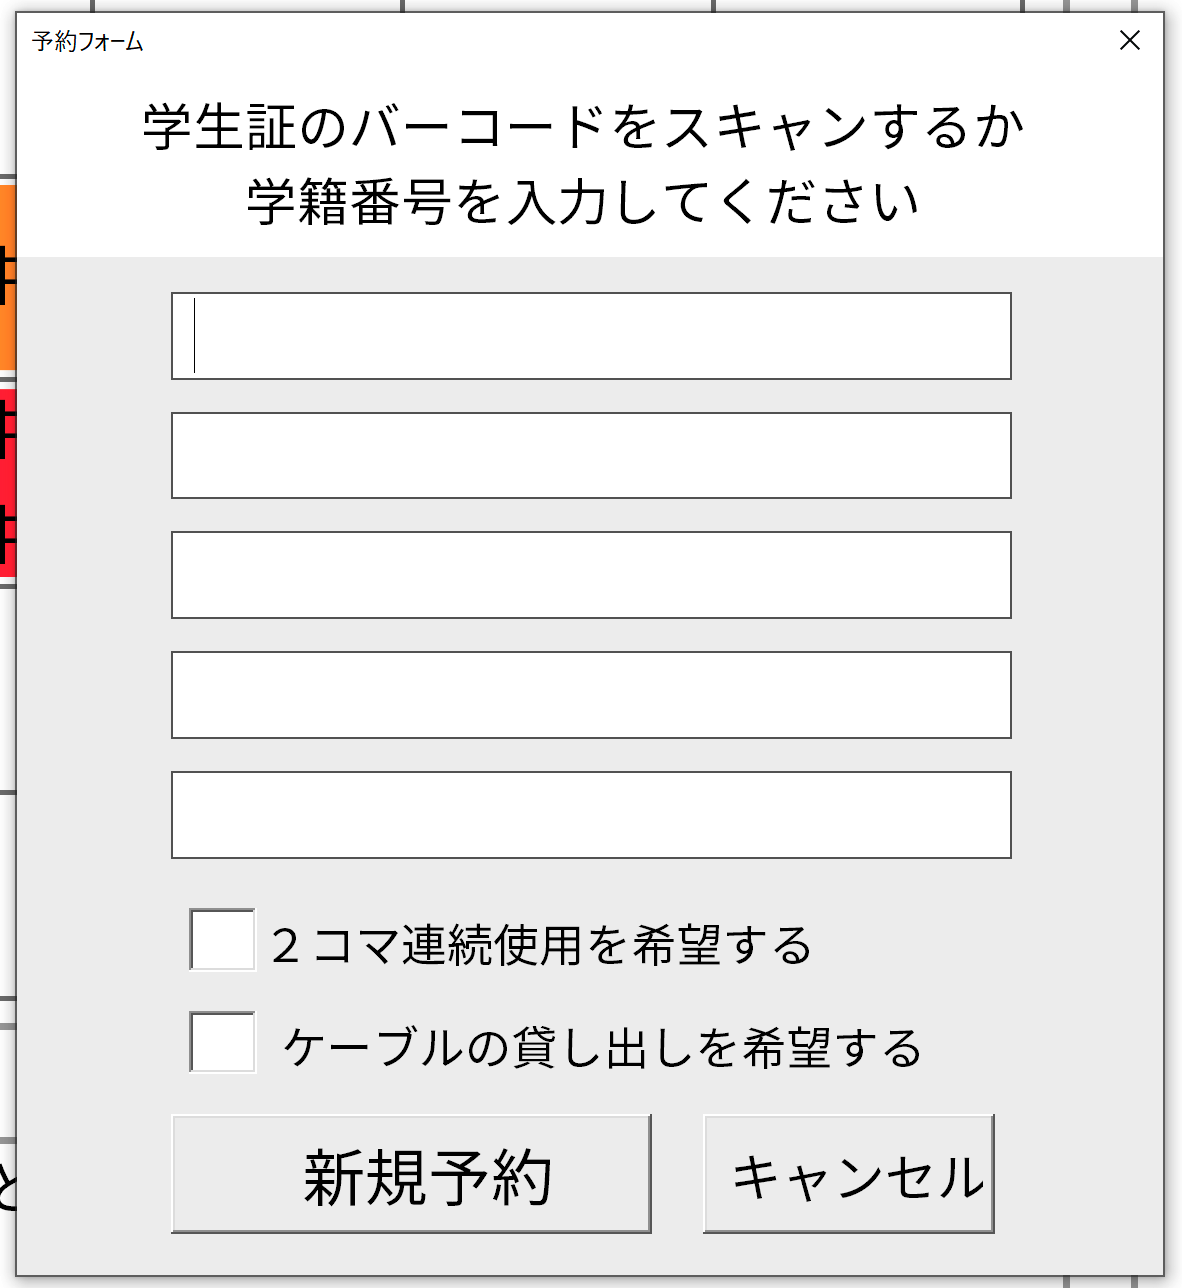 予約フォーム
学生証のバーコードをスキャンするか
学籍番号を入力してください
２コマ連続使用を希望する
ケーブルの貸し出しを希望する
新規予約
キャンセル